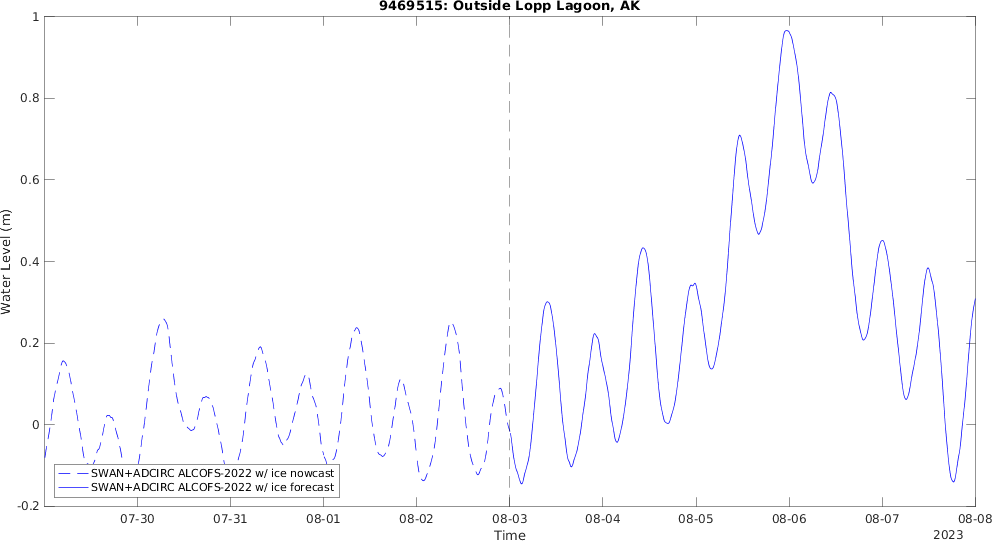 9469515: Outside Lopp Lagoon, AK
1
0.8
0.6
0.4
0.2
0
-0.2
Water Level (m)
SWAN+ADCIRC ALCOFS-2022 w/ ice nowcast
SWAN+ADCIRC ALCOFS-2022 w/ ice forecast
07-30 07-31 08-01 08-02 08-03 08-04 08-05 08-06 08-07 08-08
Time
2023